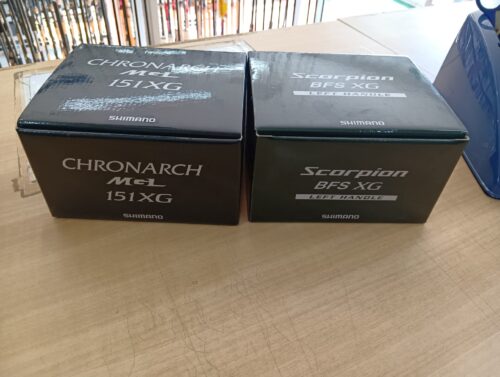 CHRONARCH
MGL
151XG
SHIMANO
CHRONARCH
MGL
151XG
SHIMANO
Scorpion
BFS XG
LEFT HANDLE
SHIMANO
Scorpion
BFS XG
LEFT HANDLE
SHIMANO